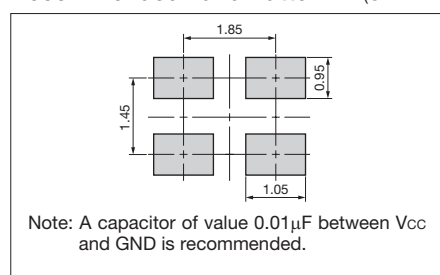 1.85
0.95
1.45
1.05
Note: A capacitor of value 0.01μF between Vcc
and GND is recommended.